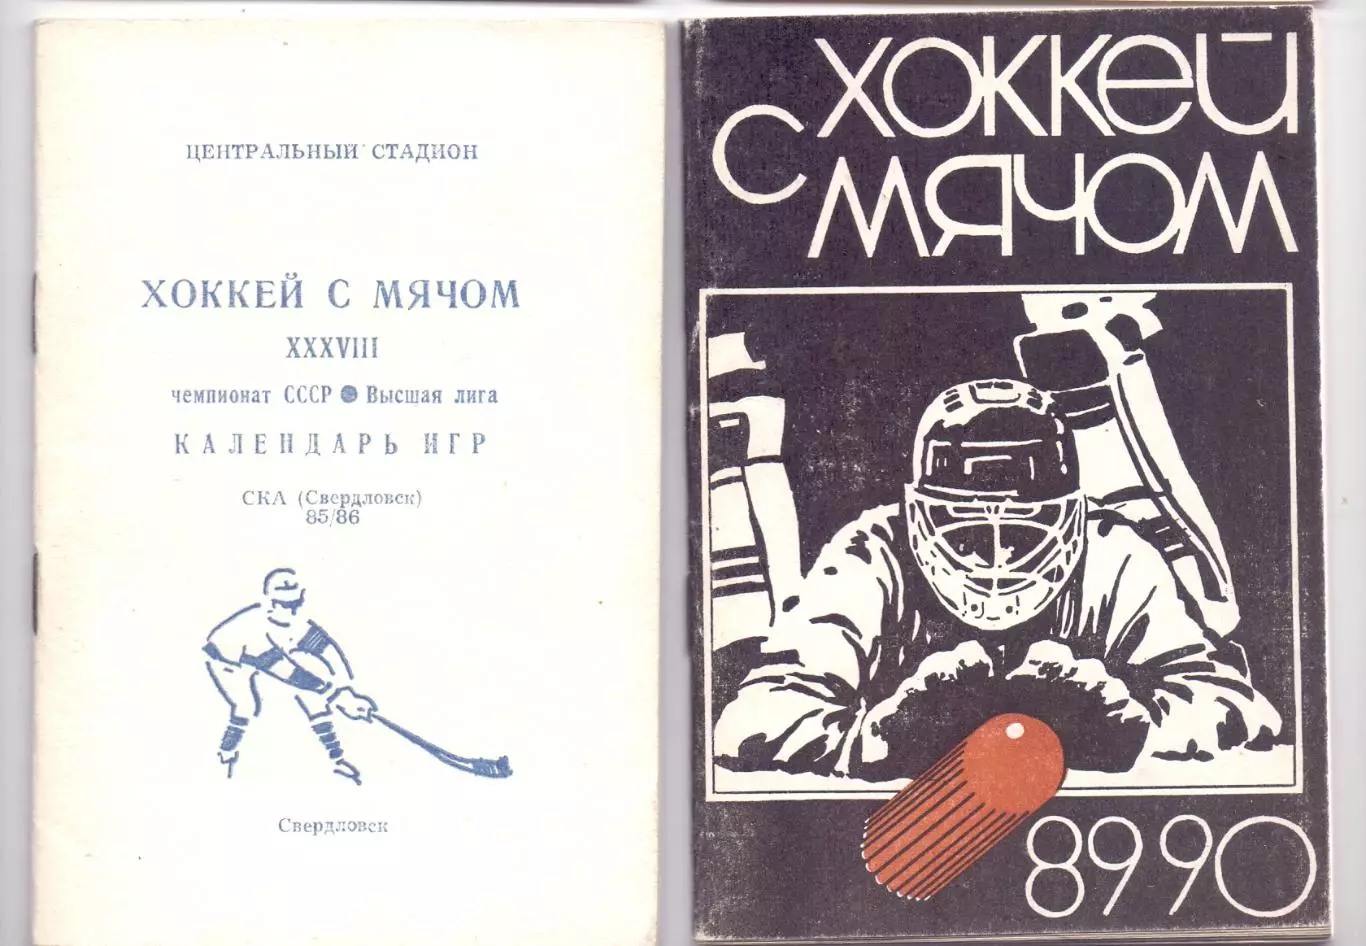 ЦЕНТРАЛЬНЫЙ СТАДИОН
ХОККЕЙ С МЯЧОМ
XXXVIII
чемпионат СССР ● Высшая лига
КАЛЕНДАРЬ ИГР
СКА (Свердловск)
85/86
Свердловск
ХОККЕЙ
С МЯЧОМ
89 90